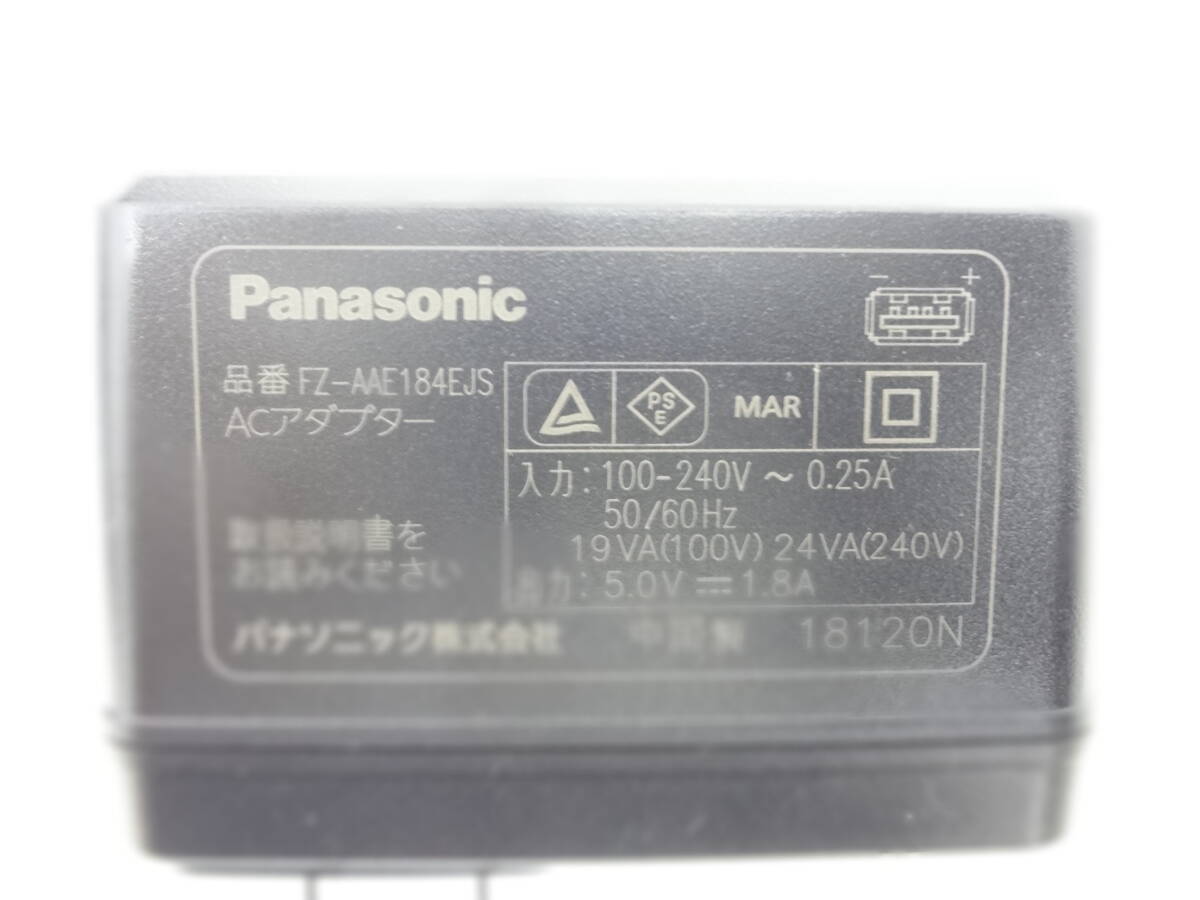 Panasonic
− +
品番 FZ-AAE184EJS
ACアダプター
PS
E
MAR
入力: 100-240V ~ 0.25A
50/60Hz
19VA(100V) 24VA(240V)
出力: 5.0V ⎓ 1.8A
取扱説明書を
お読みください
パナソニック株式会社 中国製 18120N